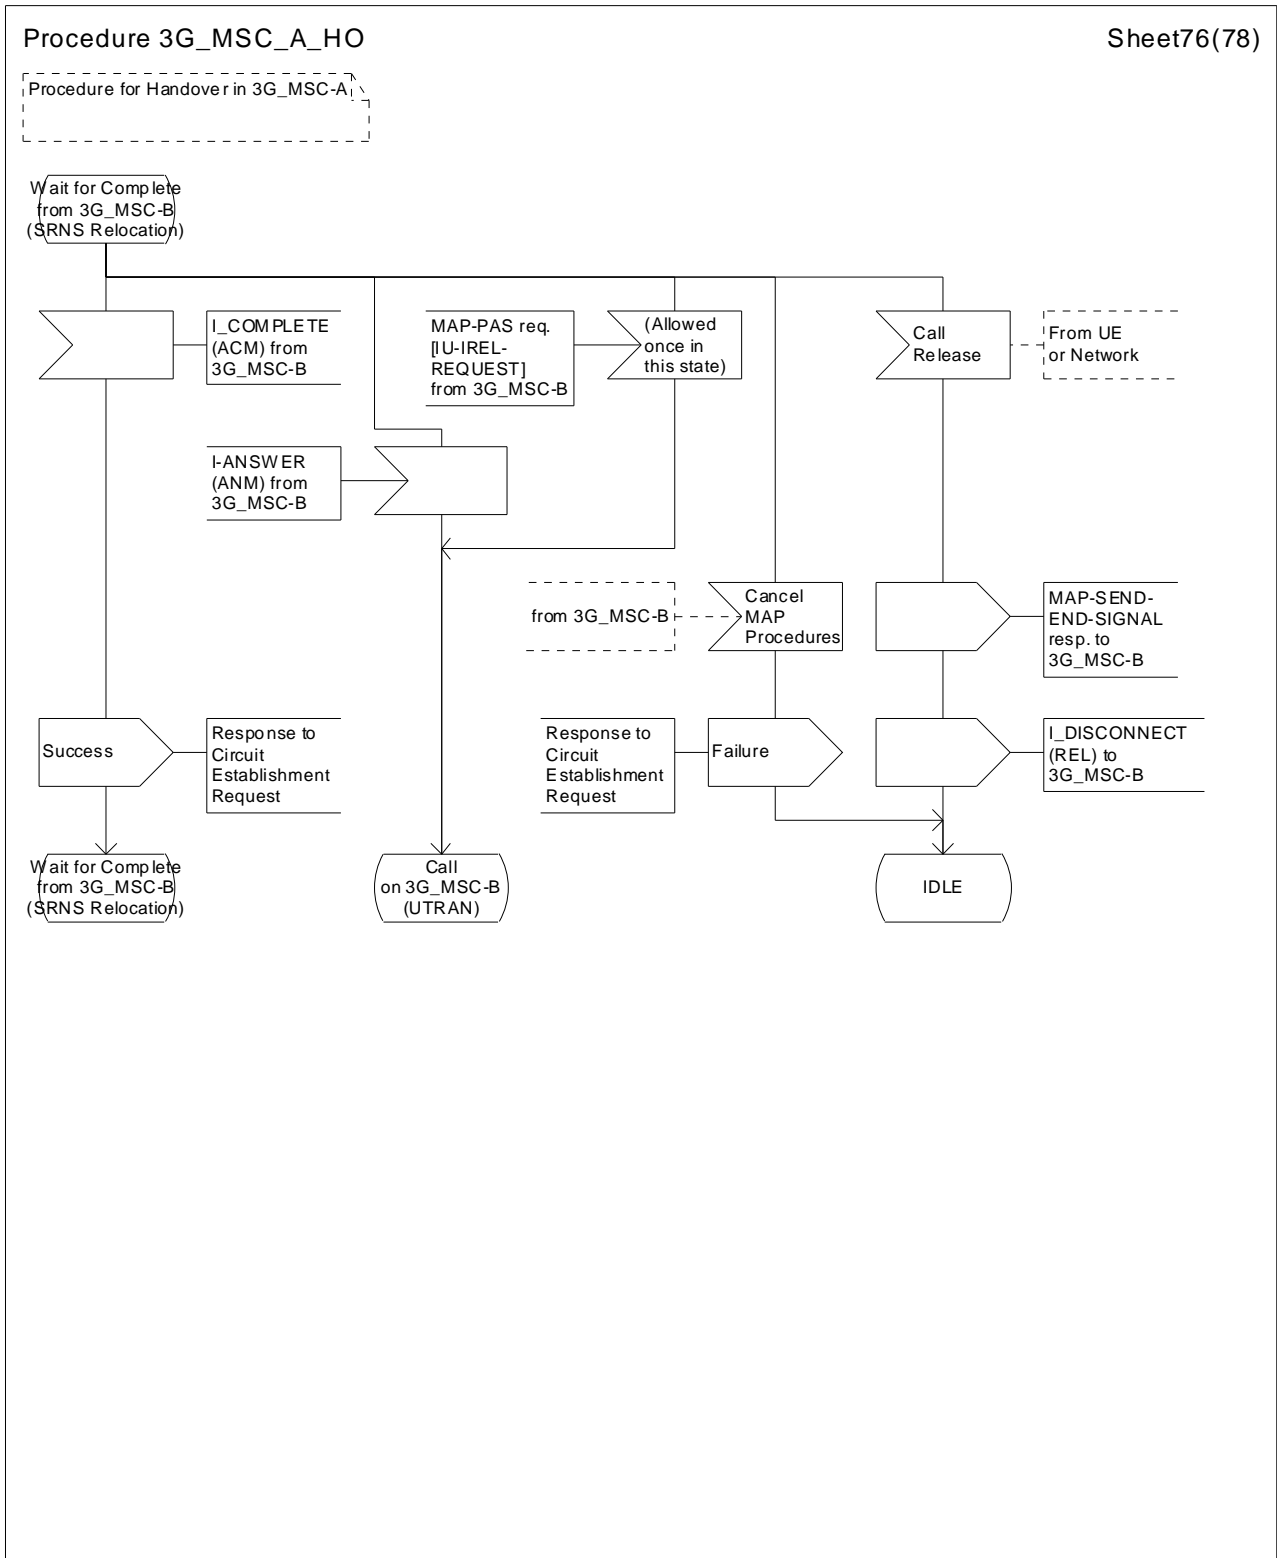 Procedure 3G_MSC_A_HO
Sheet76(78)
Procedure for Handover in 3G_MSC-A
Wait for Complete
from 3G_MSC-B
(SRNS Relocation)
I_COMPLETE
(ACM) from
3G_MSC-B
MAP-PAS req.
[IU-IREL-
REQUEST]
from 3G_MSC-B
(Allowed
once in
this state)
Call
Release
From UE
or Network
I-ANSWER
(ANM) from
3G_MSC-B
from 3G_MSC-B
Cancel
MAP
Procedures
MAP-SEND-
END-SIGNAL
resp. to
3G_MSC-B
Success
Response to
Circuit
Establishment
Request
Response to
Circuit
Establishment
Request
Failure
I_DISCONNECT
(REL) to
3G_MSC-B
Wait for Complete
from 3G_MSC-B
(SRNS Relocation)
Call
on 3G_MSC-B
(UTRAN)
IDLE